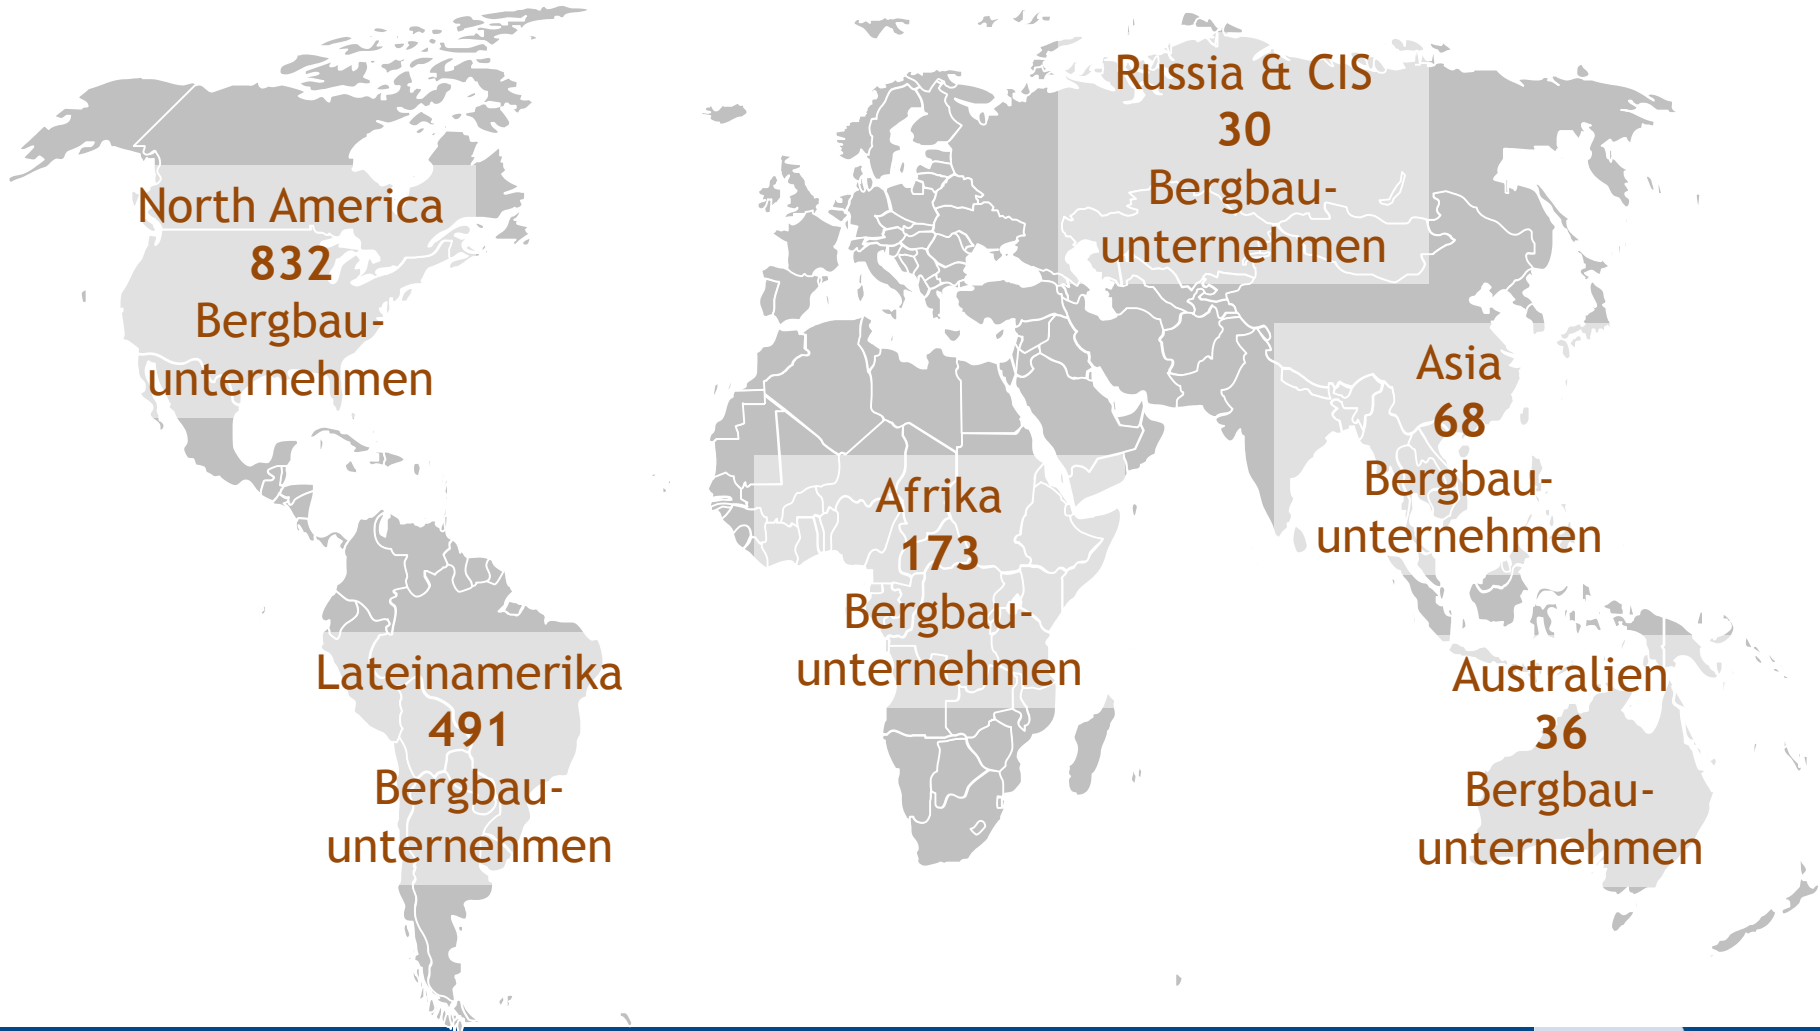 North America
832
Bergbau-
unternehmen
Russia & CIS
30
Bergbau-
unternehmen
Asia
68
Bergbau-
unternehmen
Afrika
173
Bergbau-
unternehmen
Lateinamerika
491
Bergbau-
unternehmen
Australien
36
Bergbau-
unternehmen